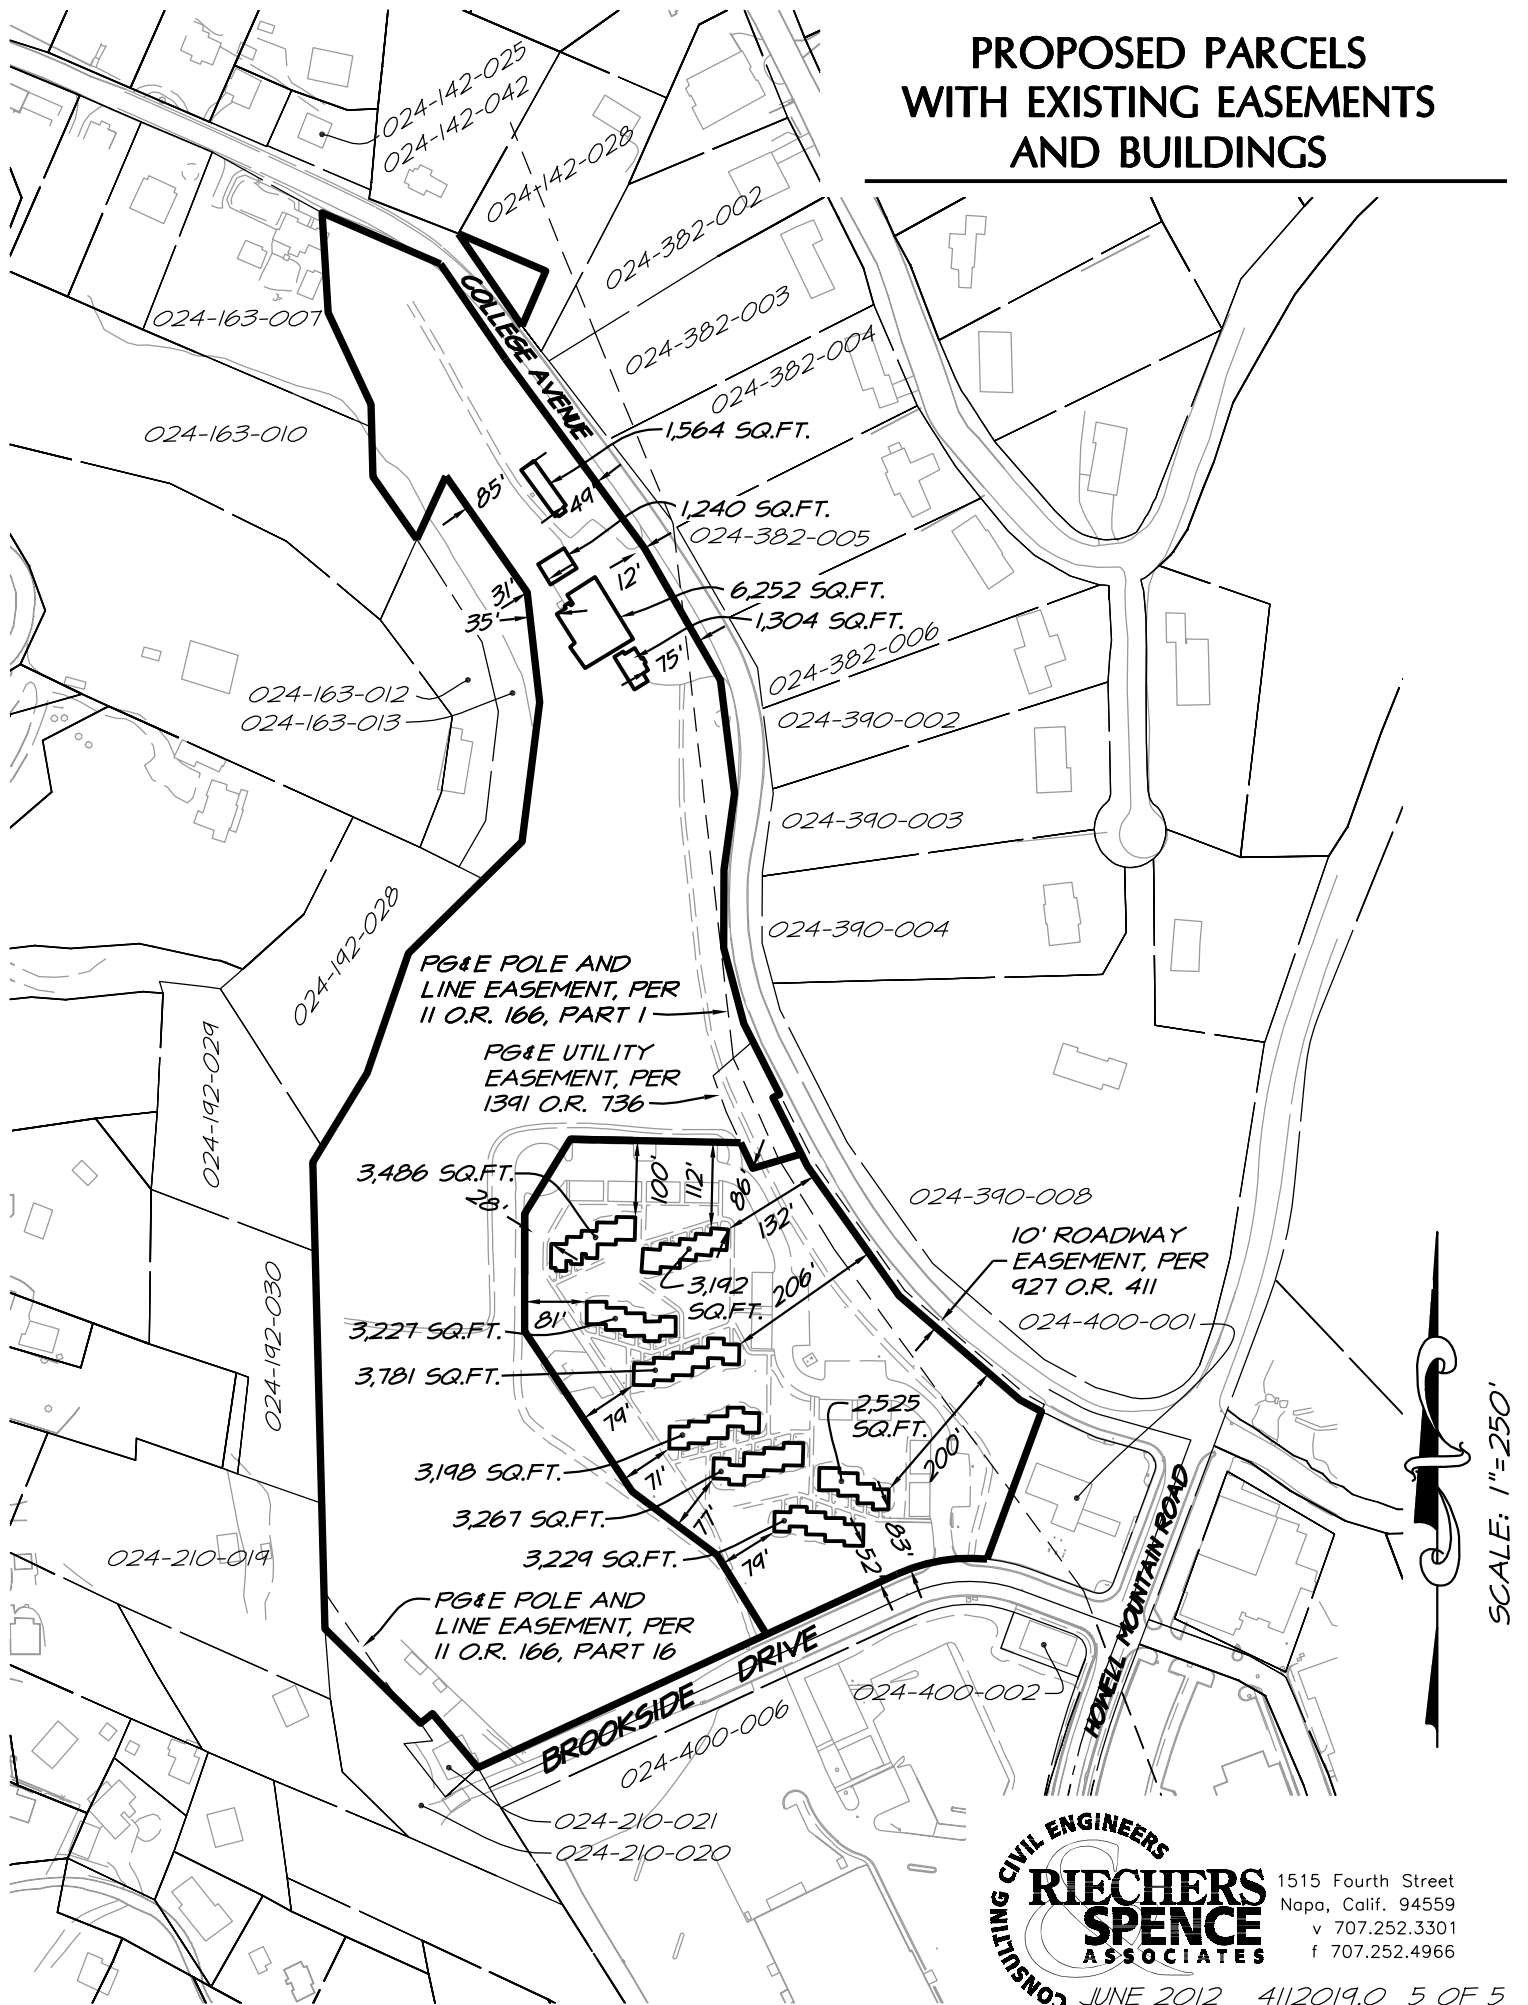 PROPOSED PARCELS
WITH EXISTING EASEMENTS
AND BUILDINGS
024-142-025
024-142-042
024-142-028
024-382-002
024-163-007
024-382-003
024-382-004
COLLEGE AVENUE
024-163-010
1,564 SQ.FT.
85'
49'
1,240 SQ.FT.
024-382-005
12'
31'
35'
6,252 SQ.FT.
1,304 SQ.FT.
75'
024-382-006
024-163-012
024-163-013
024-390-002
024-390-003
024-192-028
024-390-004
PG&E POLE AND
LINE EASEMENT, PER
11 O.R. 166, PART 1
024-192-029
PG&E UTILITY
EASEMENT, PER
1391 O.R. 736
3,486 SQ.FT.
28'
100'
112'
86'
132'
024-390-008
10' ROADWAY
EASEMENT, PER
927 O.R. 411
024-400-001
3,192
SQ.FT.
206'
024-192-030
81'
3,227 SQ.FT.
3,781 SQ.FT.
79'
2,525
SQ.FT.
200'
3,198 SQ.FT.
71'
3,267 SQ.FT.
77'
3,229 SQ.FT.
79'
52'
83'
HOWELL MOUNTAIN ROAD
SCALE: 1"=250'
024-210-019
PG&E POLE AND
LINE EASEMENT, PER
11 O.R. 166, PART 16
BROOKSIDE DRIVE
024-400-002
024-400-006
024-210-021
024-210-020
CONSULTING CIVIL ENGINEERS
RIECHERS
&
SPENCE
ASSOCIATES
1515 Fourth Street
Napa, Calif. 94559
v 707.252.3301
f 707.252.4966
JUNE 2012 4112019.0 5 OF 5